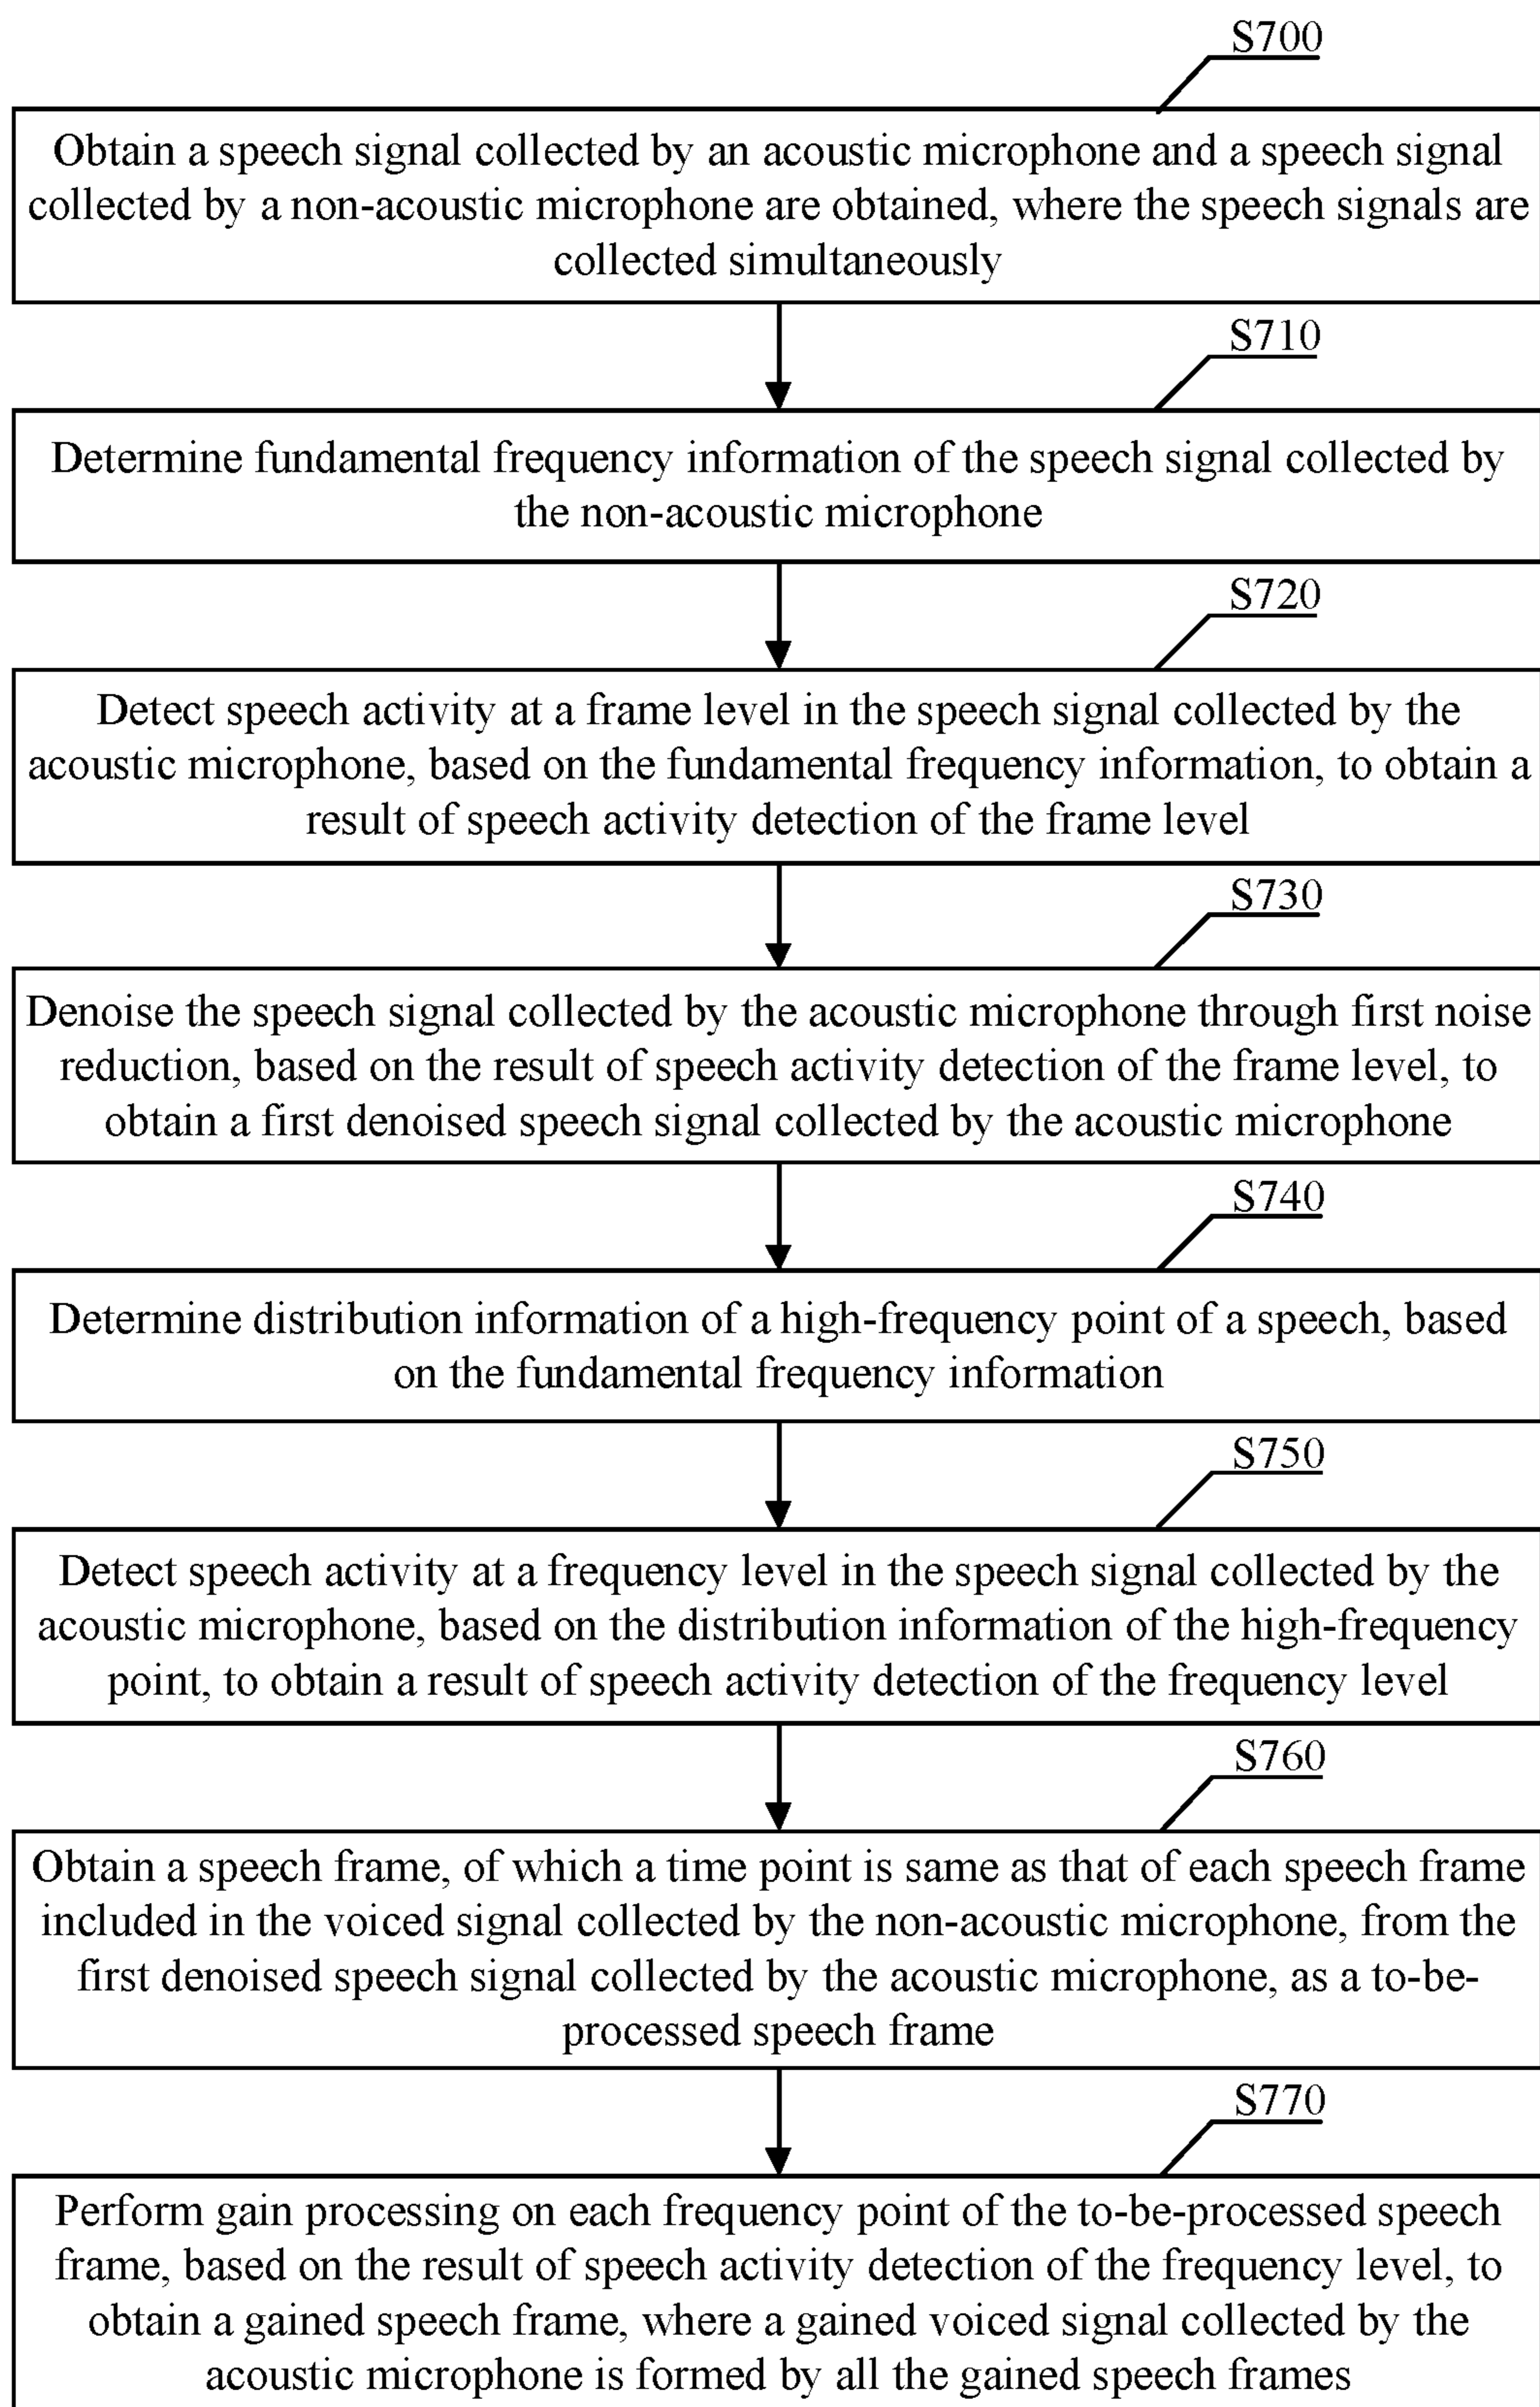 S700
Obtain a speech signal collected by an acoustic microphone and a speech signal
collected by a non-acoustic microphone are obtained, where the speech signals are
collected simultaneously
S710
Determine fundamental frequency information of the speech signal collected by
the non-acoustic microphone
S720
Detect speech activity at a frame level in the speech signal collected by the
acoustic microphone, based on the fundamental frequency information, to obtain a
result of speech activity detection of the frame level
S730
Denoise the speech signal collected by the acoustic microphone through first noise
reduction, based on the result of speech activity detection of the frame level, to
obtain a first denoised speech signal collected by the acoustic microphone
S740
Determine distribution information of a high-frequency point of a speech, based
on the fundamental frequency information
S750
Detect speech activity at a frequency level in the speech signal collected by the
acoustic microphone, based on the distribution information of the high-frequency
point, to obtain a result of speech activity detection of the frequency level
S760
Obtain a speech frame, of which a time point is same as that of each speech frame
included in the voiced signal collected by the non-acoustic microphone, from the
first denoised speech signal collected by the acoustic microphone, as a to-be-
processed speech frame
S770
Perform gain processing on each frequency point of the to-be-processed speech
frame, based on the result of speech activity detection of the frequency level, to
obtain a gained speech frame, where a gained voiced signal collected by the
acoustic microphone is formed by all the gained speech frames